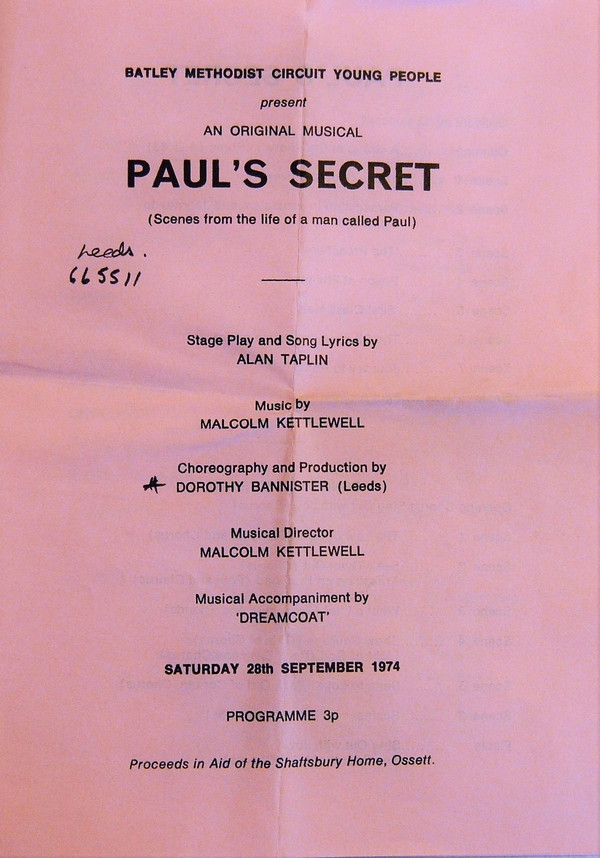 BATLEY METHODIST CIRCUIT YOUNG PEOPLE
present
AN ORIGINAL MUSICAL
PAUL'S SECRET
(Scenes from the life of a man called Paul)
Leeds.
665511
Stage Play and Song Lyrics by
ALAN TAPLIN
Music by
MALCOLM KETTLEWELL
Choreography and Production by
DOROTHY BANNISTER (Leeds)
Musical Director
MALCOLM KETTLEWELL
Musical Accompaniment by
'DREAMCOAT'
SATURDAY 28th SEPTEMBER 1974
PROGRAMME 3p
Proceeds in Aid of the Shaftsbury Home, Ossett.